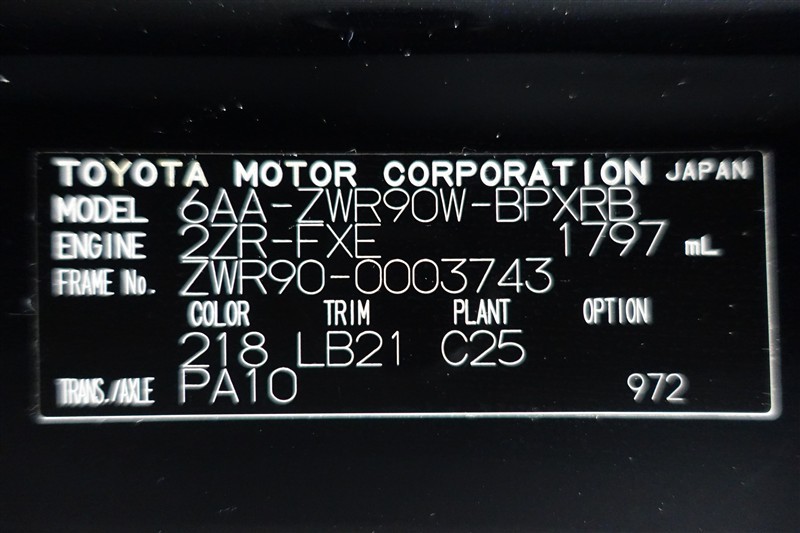 TOYOTA MOTOR CORPORATION JAPAN
MODEL 6AA-ZWR90W-BPXRB
ENGINE 2ZR-FXE 1797 mL
FRAME No. ZWR90-0003743
COLOR TRIM PLANT OPTION
218 LB21 C25
TRANS./AXLE PA10 972